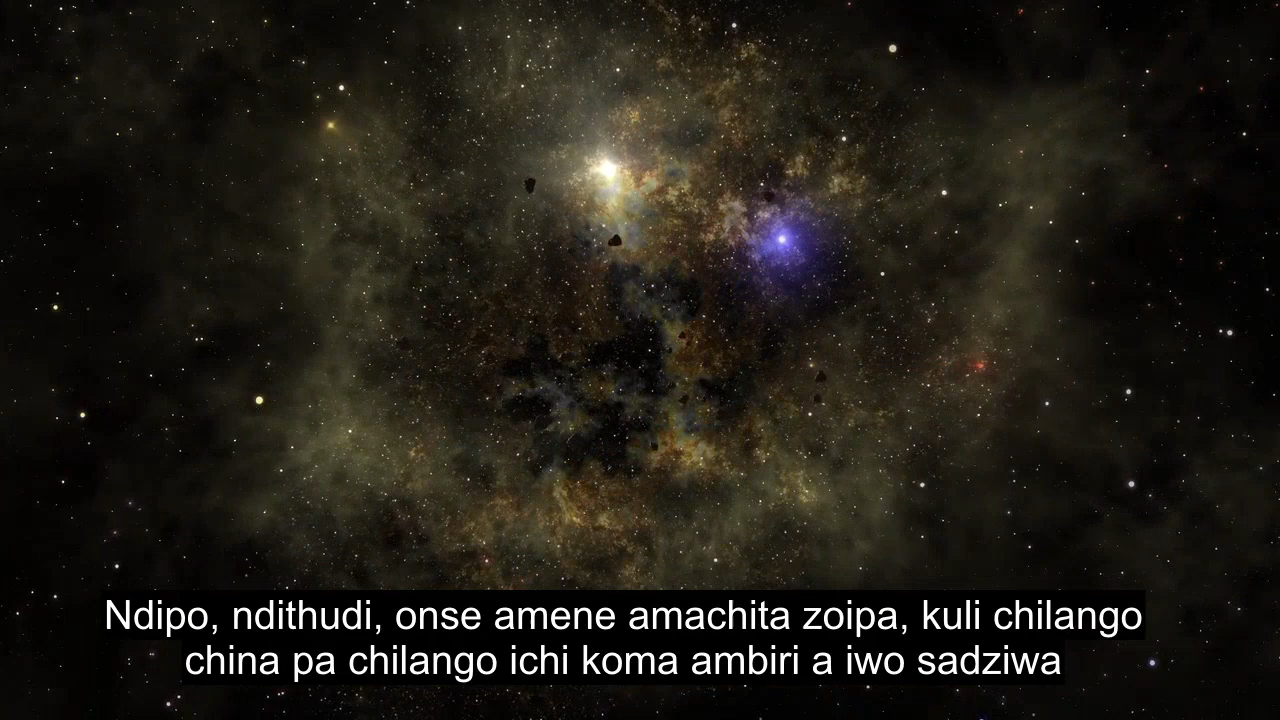 Ndipo, ndithudi, onse amene amachita zoipa, kuli chilango
china pa chilango ichi koma ambiri a iwo sadziwa